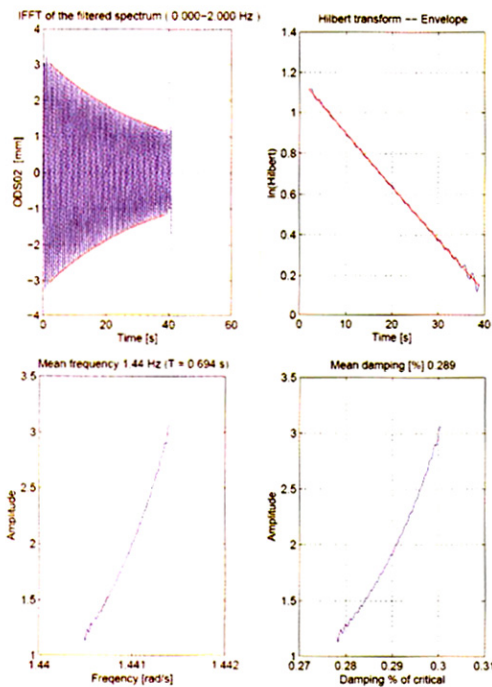 IFFT of the filtered spectrum ( 0.000−2.000 Hz )
4
3
2
1
0
−1
−2
−3
−4
ODS02 [mm]
0 20 40 60
Time [s]
Hilbert transform −− Envelope
1.4
1.2
1
0.8
0.6
0.4
0.2
0
ln(Hilbert)
0 10 20 30 40
Time [s]
Mean frequency 1.44 Hz (T = 0.694 s)
3.5
3
2.5
2
1.5
1
Amplitude
1.44 1.441 1.442
Freqency [rad/s]
Mean damping [%] 0.289
3.5
3
2.5
2
1.5
1
Amplitude
0.27 0.28 0.29 0.3 0.31
Damping % of critical